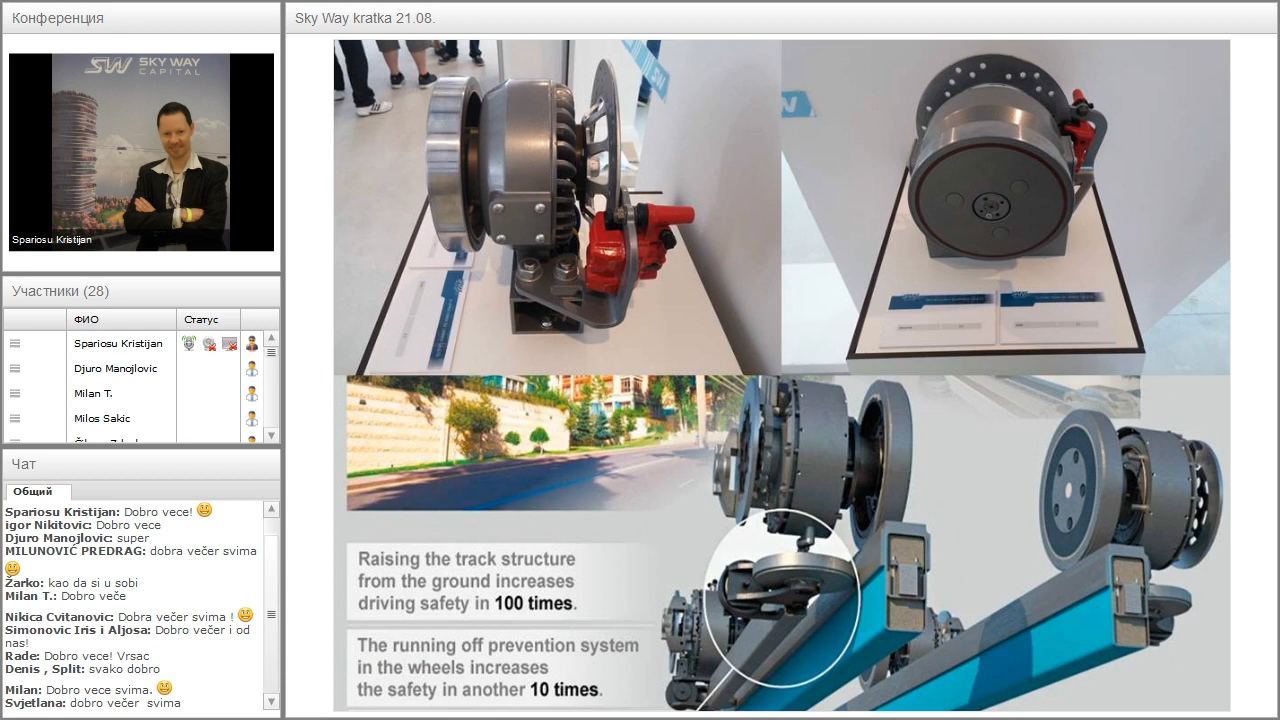 Конференция
SW SKY WAY
CAPITAL
Spariosu Kristijan
Участники (28)
ФИО
Статус
Spariosu Kristijan
Djuro Manojlovic
Milan T.
Milos Sakic
Чат
Общий
Spariosu Kristijan: Dobro vece!
igor Nikitovic: Dobro vece
Djuro Manojlovic: super
MILUNOVIC PREDRAG: dobra večer svima
Žarko: kao da si u sobi
Milan T.: Dobro veče
Nikica Cvitanovic: Dobra večer svima !
Simonovic Iris i Aljosa: Dobro večer i od
nas!
Rade: Dobro vece! Vrsac
Denis , Split: svako dobro
Milan: Dobro vece svima.
Svjetlana: dobro večer  svima
Sky Way kratka 21.08.
SW
Raising the track structure
from the ground increases
driving safety in 100 times.
The running off prevention system
in the wheels increases
the safety in another 10 times.